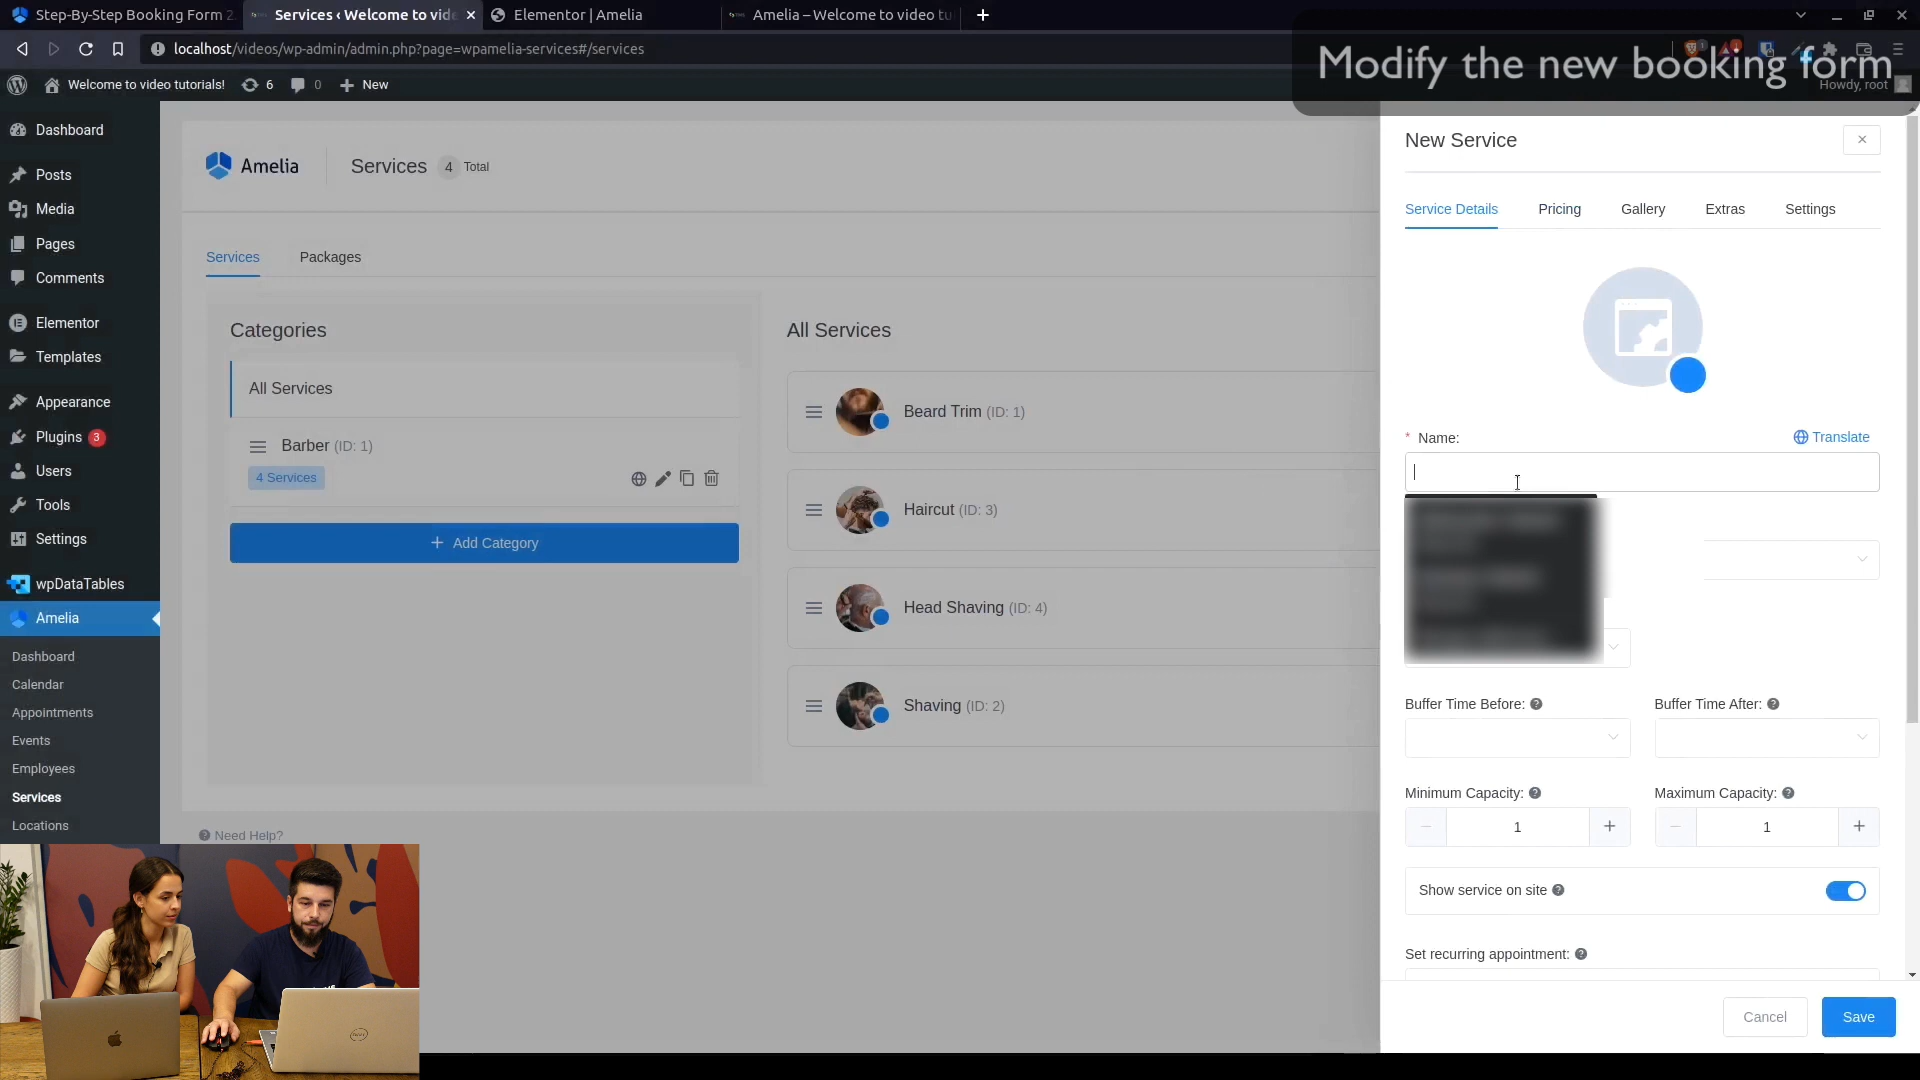 Step-By-Step Booking Form 2
Services ‹ Welcome to vide
Elementor | Amelia
Amelia – Welcome to video tu
localhost/videos/wp-admin/admin.php?page=wpamelia-services#/services
Modify the new booking form
Welcome to video tutorials!
6
0
New
Howdy, root
Dashboard
Posts
Media
Pages
Comments
Elementor
Templates
Appearance
Plugins 3
Users
Tools
Settings
wpDataTables
Amelia
Dashboard
Calendar
Appointments
Events
Employees
Services
Locations
Amelia
Services 4 Total
Services
Packages
Categories
All Services
Barber (ID: 1)
4 Services
Add Category
All Services
Beard Trim (ID: 1)
Haircut (ID: 3)
Head Shaving (ID: 4)
Shaving (ID: 2)
Need Help?
New Service
Service Details
Pricing
Gallery
Extras
Settings
* Name:
Translate
Buffer Time Before:
Buffer Time After:
Minimum Capacity:
Maximum Capacity:
1
1
Show service on site
Set recurring appointment:
Cancel
Save